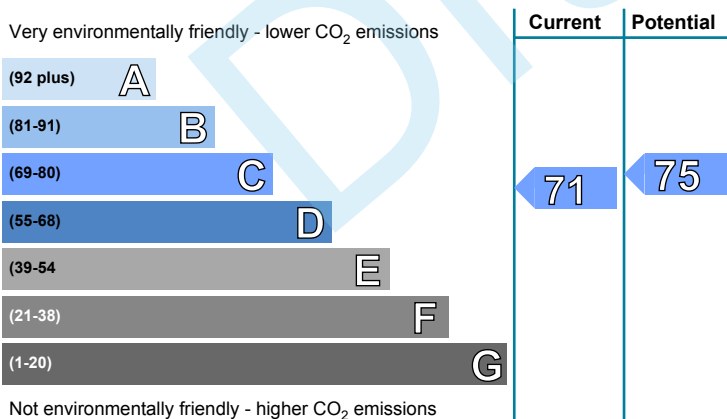 Very environmentally friendly - lower CO2 emissions
Current Potential
(92 plus) A
(81-91) B
(69-80) C
71 75
(55-68) D
(39-54 E
(21-38) F
(1-20) G
Not environmentally friendly - higher CO2 emissions